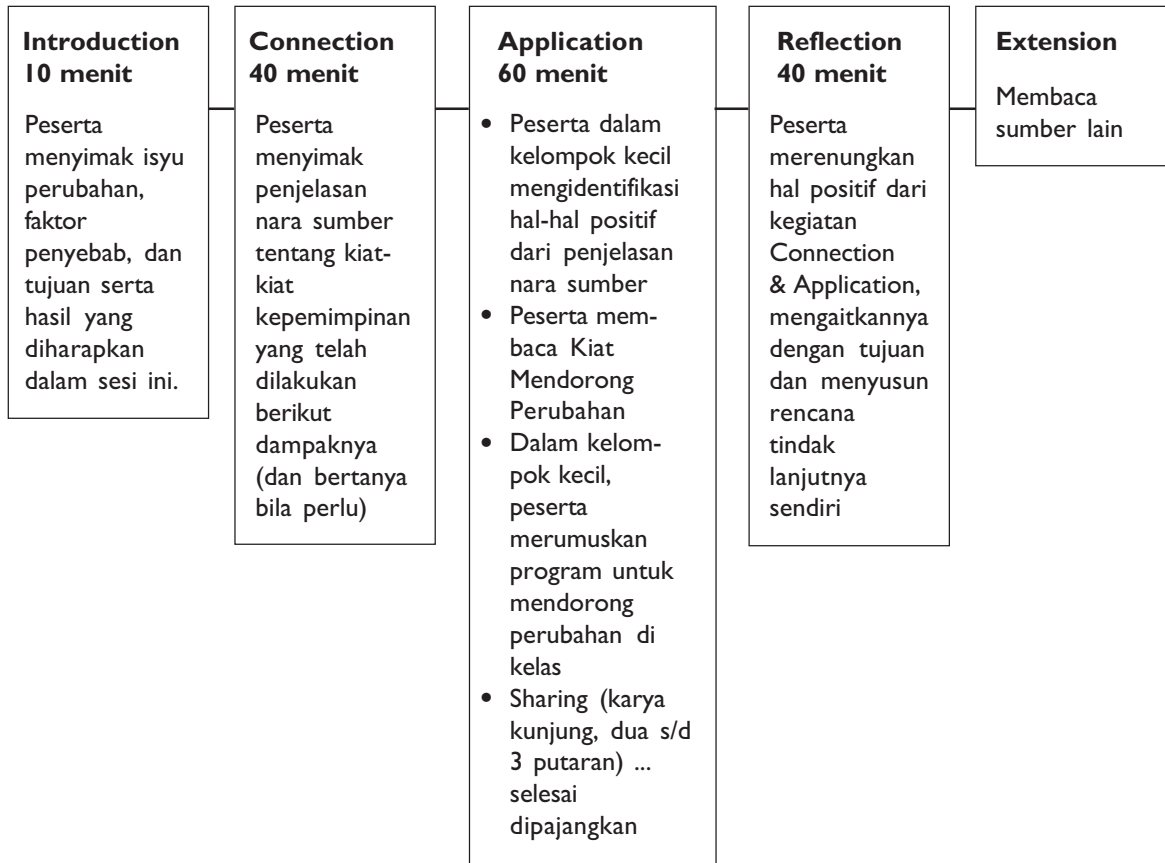 Introduction
10 menit
Peserta
menyimak isyu
perubahan,
faktor
penyebab, dan
tujuan serta
hasil yang
diharapkan
dalam sesi ini.
Connection
40 menit
Peserta
menyimak
penjelasan
nara sumber
tentang kiat-
kiat
kepemimpinan
yang telah
dilakukan
berikut
dampaknya
(dan bertanya
bila perlu)
Application
60 menit
• Peserta dalam
kelompok kecil
mengidentifikasi
hal-hal positif
dari penjelasan
nara sumber
• Peserta mem-
baca Kiat
Mendorong
Perubahan
• Dalam kelom-
pok kecil,
peserta
merumuskan
program untuk
mendorong
perubahan di
kelas
• Sharing (karya
kunjung, dua s/d
3 putaran) ...
selesai
dipajangkan
Reflection
40 menit
Peserta
merenungkan
hal positif dari
kegiatan
Connection
& Application,
mengaitkannya
dengan tujuan
dan menyusun
rencana
tindak
lanjutnya
sendiri
Extension
Membaca
sumber lain